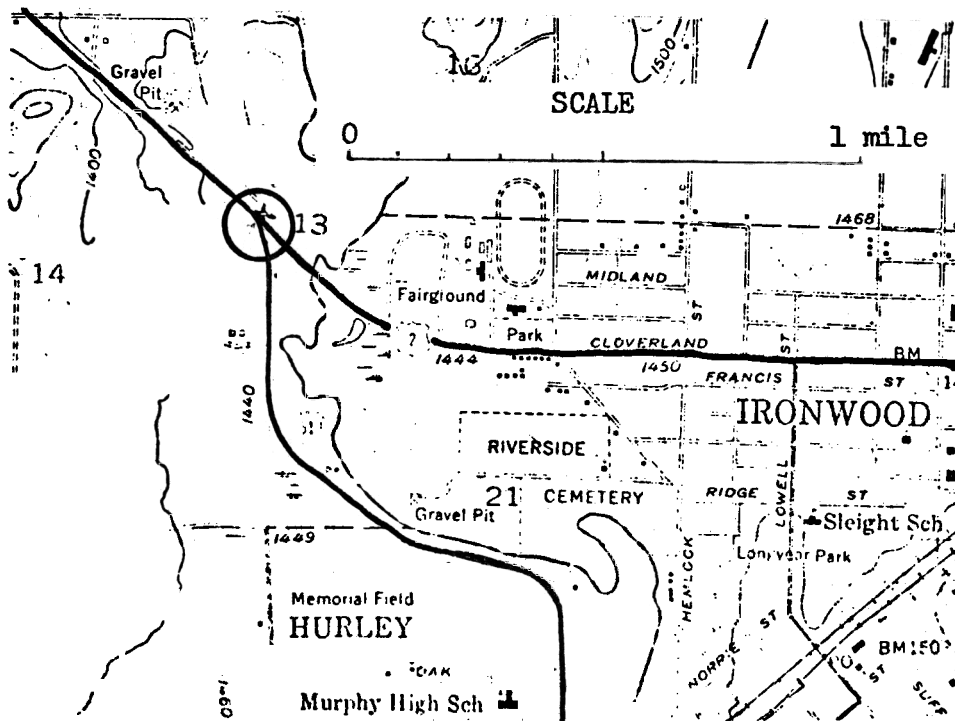 16
1500
Gravel
Pit
SCALE
0 1 mile
1400
13
1468
14
MIDLAND
Fairground
ST
Park
CLOVERLAND
ST
BM
1444
1450
FRANCIS
ST
1440
IRONWOOD
RIVERSIDE
21
CEMETERY
RIDGE
LOWELL
ST
Gravel Pit
Sleight Sch
1449
HEMLOCK
Memorial Field
HURLEY
NORRIE
ST
BM150
OAK
ST
Murphy High Sch